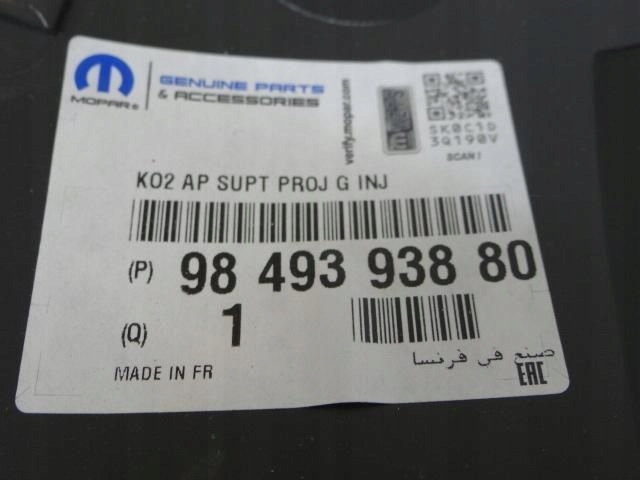 MOPAR®
GENUINE PARTS
& ACCESSORIES
verify.mopar.com
SK0C1D
3Q190V
SCAN!
K02 AP SUPT PROJ G INJ
(P) 98 493 938 80
(Q) 1
MADE IN FR
صنع في فرنسا
EAC